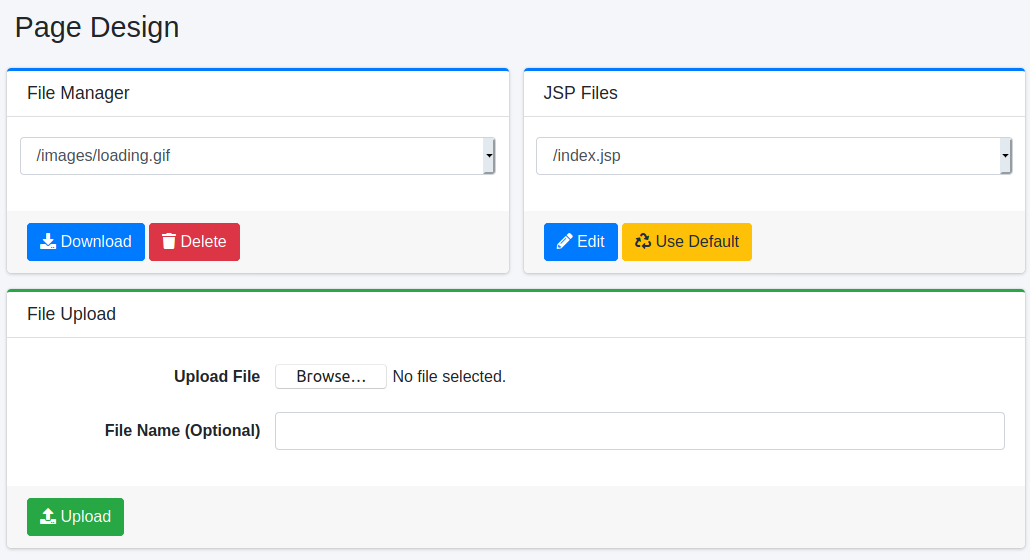 Page Design
File Manager
/images/loading.gif
Download Delete
JSP Files
/index.jsp
Edit Use Default
File Upload
Upload File Browse... No file selected.
File Name (Optional)
Upload